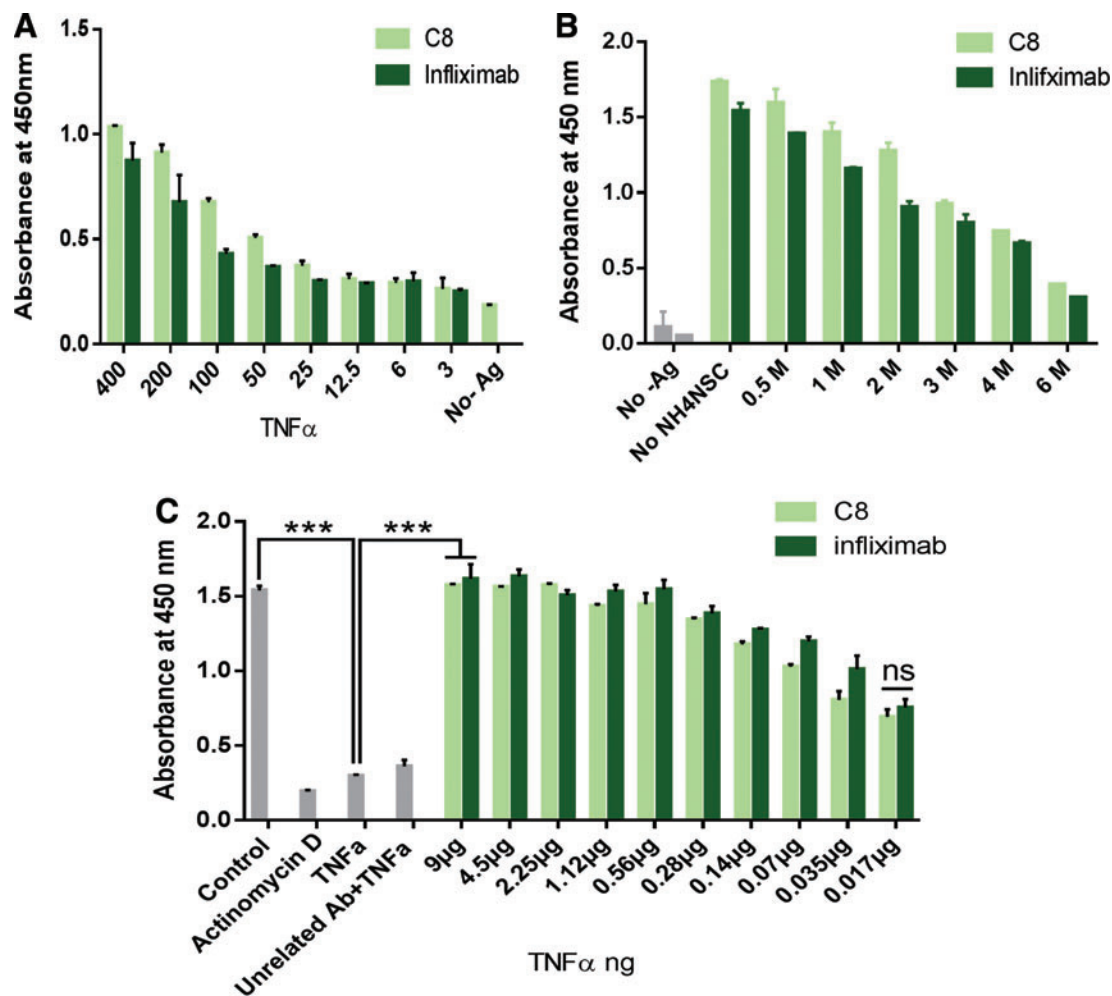 A
Absorbance at 450nm
1.5
1.0
0.5
0.0
C8
Infliximab
400
200
100
50
25
12.5
6
3
No- Ag
TNFα
B
Absorbance at 450 nm
2.0
1.5
1.0
0.5
0.0
C8
Inlifximab
No -Ag
No NH4NSC
0.5 M
1 M
2 M
3 M
4 M
6 M
C
Absorbance at 450 nm
2.0
1.5
1.0
0.5
0.0
C8
infliximab
***
***
ns
Control
Actinomycin D
TNFa
Unrelated Ab+TNFa
9μg
4.5μg
2.25μg
1.12μg
0.56μg
0.28μg
0.14μg
0.07μg
0.035μg
0.017μg
TNFα ng